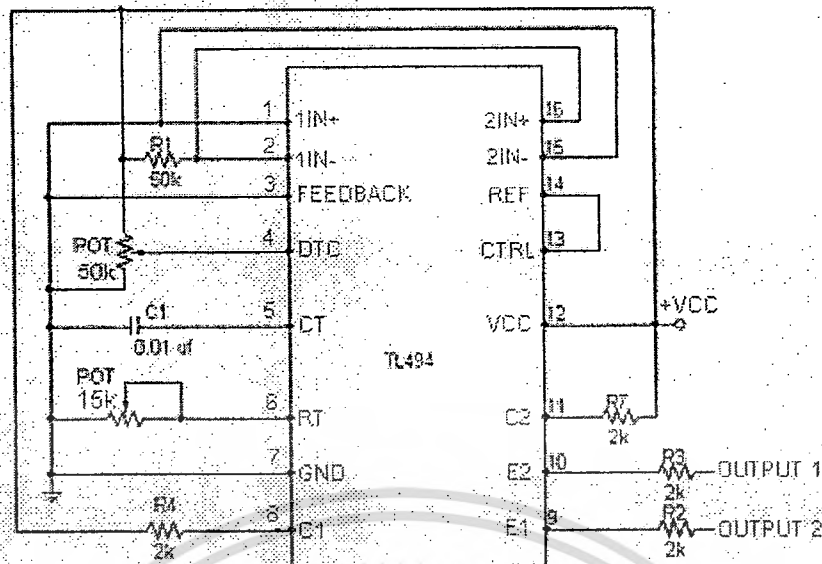 1
1IN+
2
1IN-
R1
50k
3
FEEDBACK
4
DTC
POT
50k
5
CT
C1
0.01 uf
6
RT
POT
15k
7
GND
8
C1
R4
2k
TL494
16
2IN+
15
2IN-
14
REF
13
CTRL
12
VCC
+VCC
11
C2
R7
2k
10
E2
R3
2k
OUTPUT 1
9
E1
R2
2k
OUTPUT 2